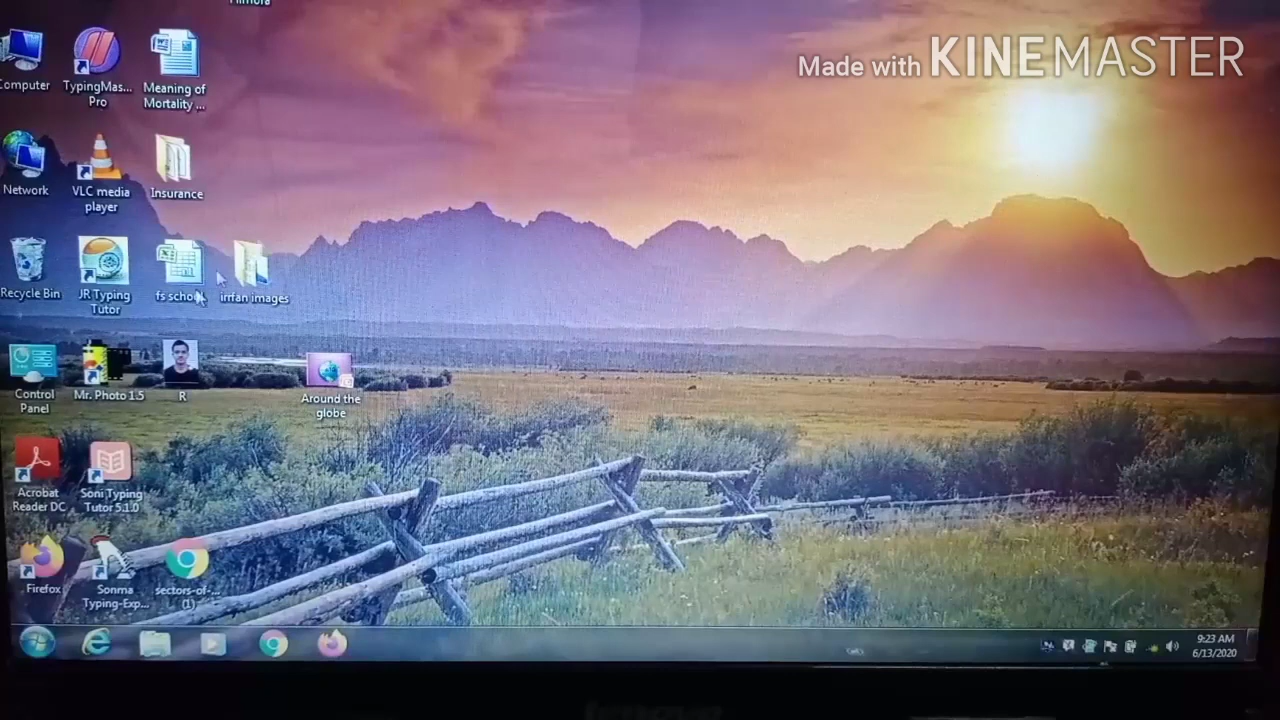 Made with KINEMASTER
Computer
TypingMas...
Pro
Meaning of
Mortality ...
Network
VLC media
player
Insurance
Recycle Bin
JR Typing
Tutor
fs school
irrfan images
Control
Panel
Mr. Photo 1.5
R
Around the
globe
Acrobat
Reader DC
Soni Typing
Tutor 5.1.0
Firefox
Sonma
Typing-Exp...
sectors-of-...
(1)
9:23 AM
6/13/2020